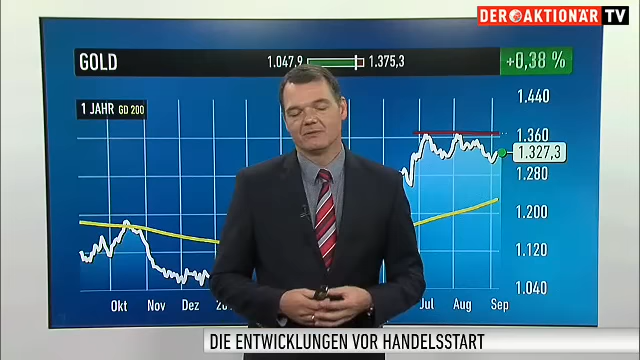 DER AKTIONÄR TV
GOLD 1.047,9 1.375,3 +0,38 %
1 JAHR GD 200
1.440
1.360
1.327,3
1.280
1.200
1.120
1.040
Okt Nov Dez Jul Aug Sep
DIE ENTWICKLUNGEN VOR HANDELSSTART